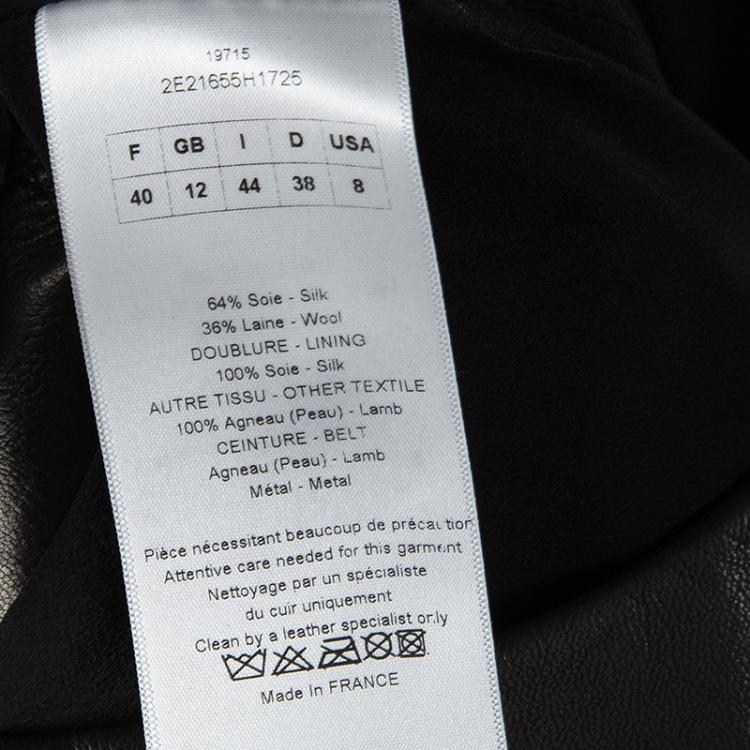 19715
2E21655H1725
F GB I D USA
40 12 44 38 8
64% Soie - Silk
36% Laine - Wool
DOUBLURE - LINING
100% Soie - Silk
AUTRE TISSU - OTHER TEXTILE
100% Agneau (Peau) - Lamb
CEINTURE - BELT
Agneau (Peau) - Lamb
Métal - Metal
Pièce nécessitant beaucoup de précaution
Attentive care needed for this garment
Nettoyage par un spécialiste
du cuir uniquement
Clean by a leather specialist only
Made In FRANCE